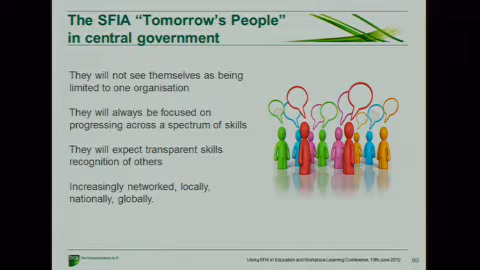 The SFIA “Tomorrow’s People”
in central government
They will not see themselves as being
limited to one organisation
They will always be focused on
progressing across a spectrum of skills
They will expect transparent skills
recognition of others
Increasingly networked, locally,
nationally, globally.
Using SFIA in Education and Workplace Learning Conference, 13th June 2012
90